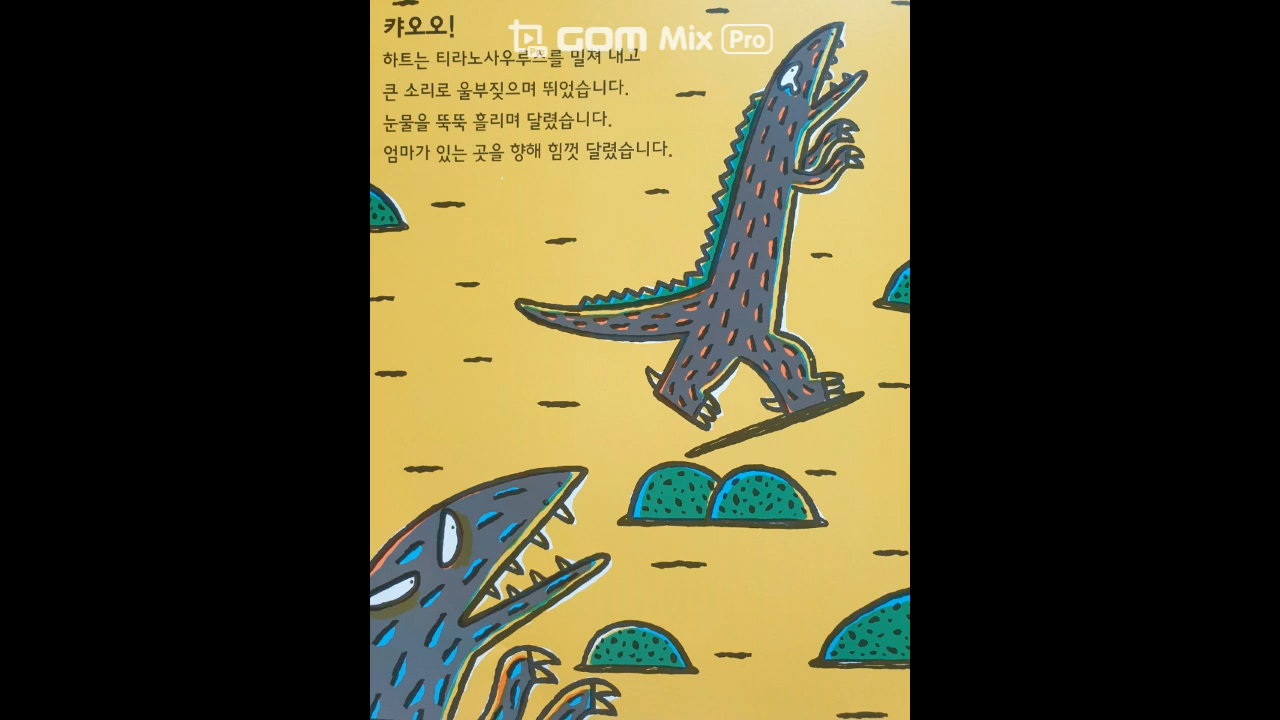 캬오오!
GOM Mix Pro
하트는 티라노사우루스를 밀쳐 내고
큰 소리로 울부짖으며 뛰었습니다.
눈물을 뚝뚝 흘리며 달렸습니다.
엄마가 있는 곳을 향해 힘껏 달렸습니다.